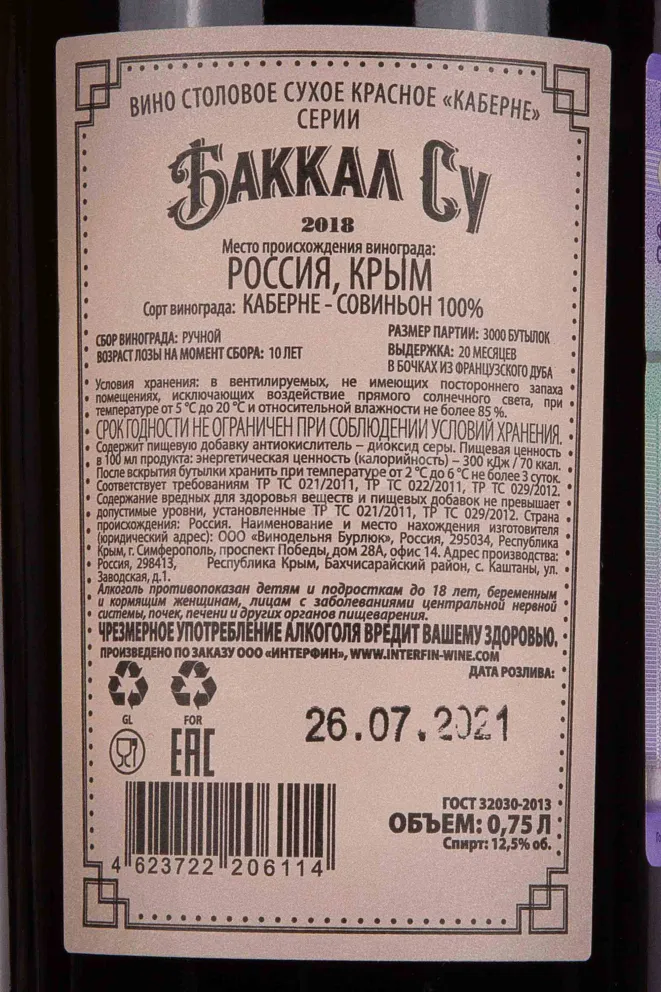 ВИНО СТОЛОВОЕ СУХОЕ КРАСНОЕ «КАБЕРНЕ»
СЕРИИ
БАККАЛ СУ
2018
Место происхождения винограда:
РОССИЯ, КРЫМ
Сорт винограда: КАБЕРНЕ - СОВИНЬОН 100%
СБОР ВИНОГРАДА: РУЧНОЙ
ВОЗРАСТ ЛОЗЫ НА МОМЕНТ СБОРА: 10 ЛЕТ
РАЗМЕР ПАРТИИ: 3000 БУТЫЛОК
ВЫДЕРЖКА: 20 МЕСЯЦЕВ
В БОЧКАХ ИЗ ФРАНЦУЗСКОГО ДУБА
Условия хранения: в вентилируемых, не имеющих постороннего запаха
помещениях, исключающих воздействие прямого солнечного света, при
температуре от 5 °С до 20 °С и относительной влажности не более 85 %.
СРОК ГОДНОСТИ НЕ ОГРАНИЧЕН ПРИ СОБЛЮДЕНИИ УСЛОВИЙ ХРАНЕНИЯ.
Содержит пищевую добавку антиокислитель – диоксид серы. Пищевая ценность
в 100 мл продукта: энергетическая ценность (калорийность) – 300 кДж / 70 ккал.
После вскрытия бутылки хранить при температуре от 2 °С до 6 °С не более 3 суток.
Соответствует требованиям ТР ТС 021/2011, ТР ТС 022/2011, ТР ТС 029/2012.
Содержание вредных для здоровья веществ и пищевых добавок не превышает
допустимые уровни, установленные ТР ТС 021/2011, ТР ТС 029/2012. Страна
происхождения: Россия. Наименование и место нахождения изготовителя
(юридический адрес): ООО «Винодельня Бурлюк», Россия, 295034, Республика
Крым, г. Симферополь, проспект Победы, дом 28А, офис 14. Адрес производства:
Россия, 298413, Республика Крым, Бахчисарайский район, с. Каштаны, ул.
Заводская, д.1.
Алкоголь противопоказан детям и подросткам до 18 лет, беременным
и кормящим женщинам, лицам с заболеваниями центральной нервной
системы, почек, печени и других органов пищеварения.
ЧРЕЗМЕРНОЕ УПОТРЕБЛЕНИЕ АЛКОГОЛЯ ВРЕДИТ ВАШЕМУ ЗДОРОВЬЮ.
ПРОИЗВЕДЕНО ПО ЗАКАЗУ ООО «ИНТЕРФИН», WWW.INTERFIN-WINE.COM
ДАТА РОЗЛИВА:
GL
FOR
26.07.2021
EAC
ГОСТ 32030-2013
ОБЪЕМ: 0,75 Л
Спирт: 12,5% об.
4 623722 206114